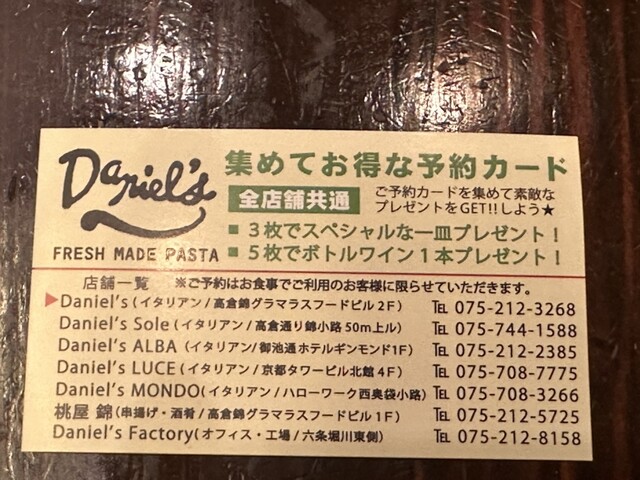 Daniel's
FRESH MADE PASTA
集めてお得な予約カード
全店舗共通
ご予約カードを集めて素敵な
プレゼントをGET!!しよう★
■ 3枚でスペシャルな一皿プレゼント！
■ 5枚でボトルワイン1本プレゼント！
店舗一覧 ※ご予約はお食事でご利用のお客様に限らせていただきます。
▶Daniel's (イタリアン/高倉錦グラマラスフードビル2F) TEL 075-212-3268
Daniel's Sole (イタリアン/高倉通り錦小路50m上ル) TEL 075-744-1588
Daniel's ALBA (イタリアン/御池通ホテルギンモンド1F) TEL 075-212-2385
Daniel's LUCE (イタリアン/京都タワービル北館4F) TEL 075-708-7775
Daniel's MONDO(イタリアン/ハローワーク西奥袋小路) TEL 075-708-3266
桃屋 錦(串揚げ・酒肴/高倉錦グラマラスフードビル1F) TEL 075-212-5725
Daniel's Factory(オフィス・工場/六条堀川東側) TEL 075-212-8158